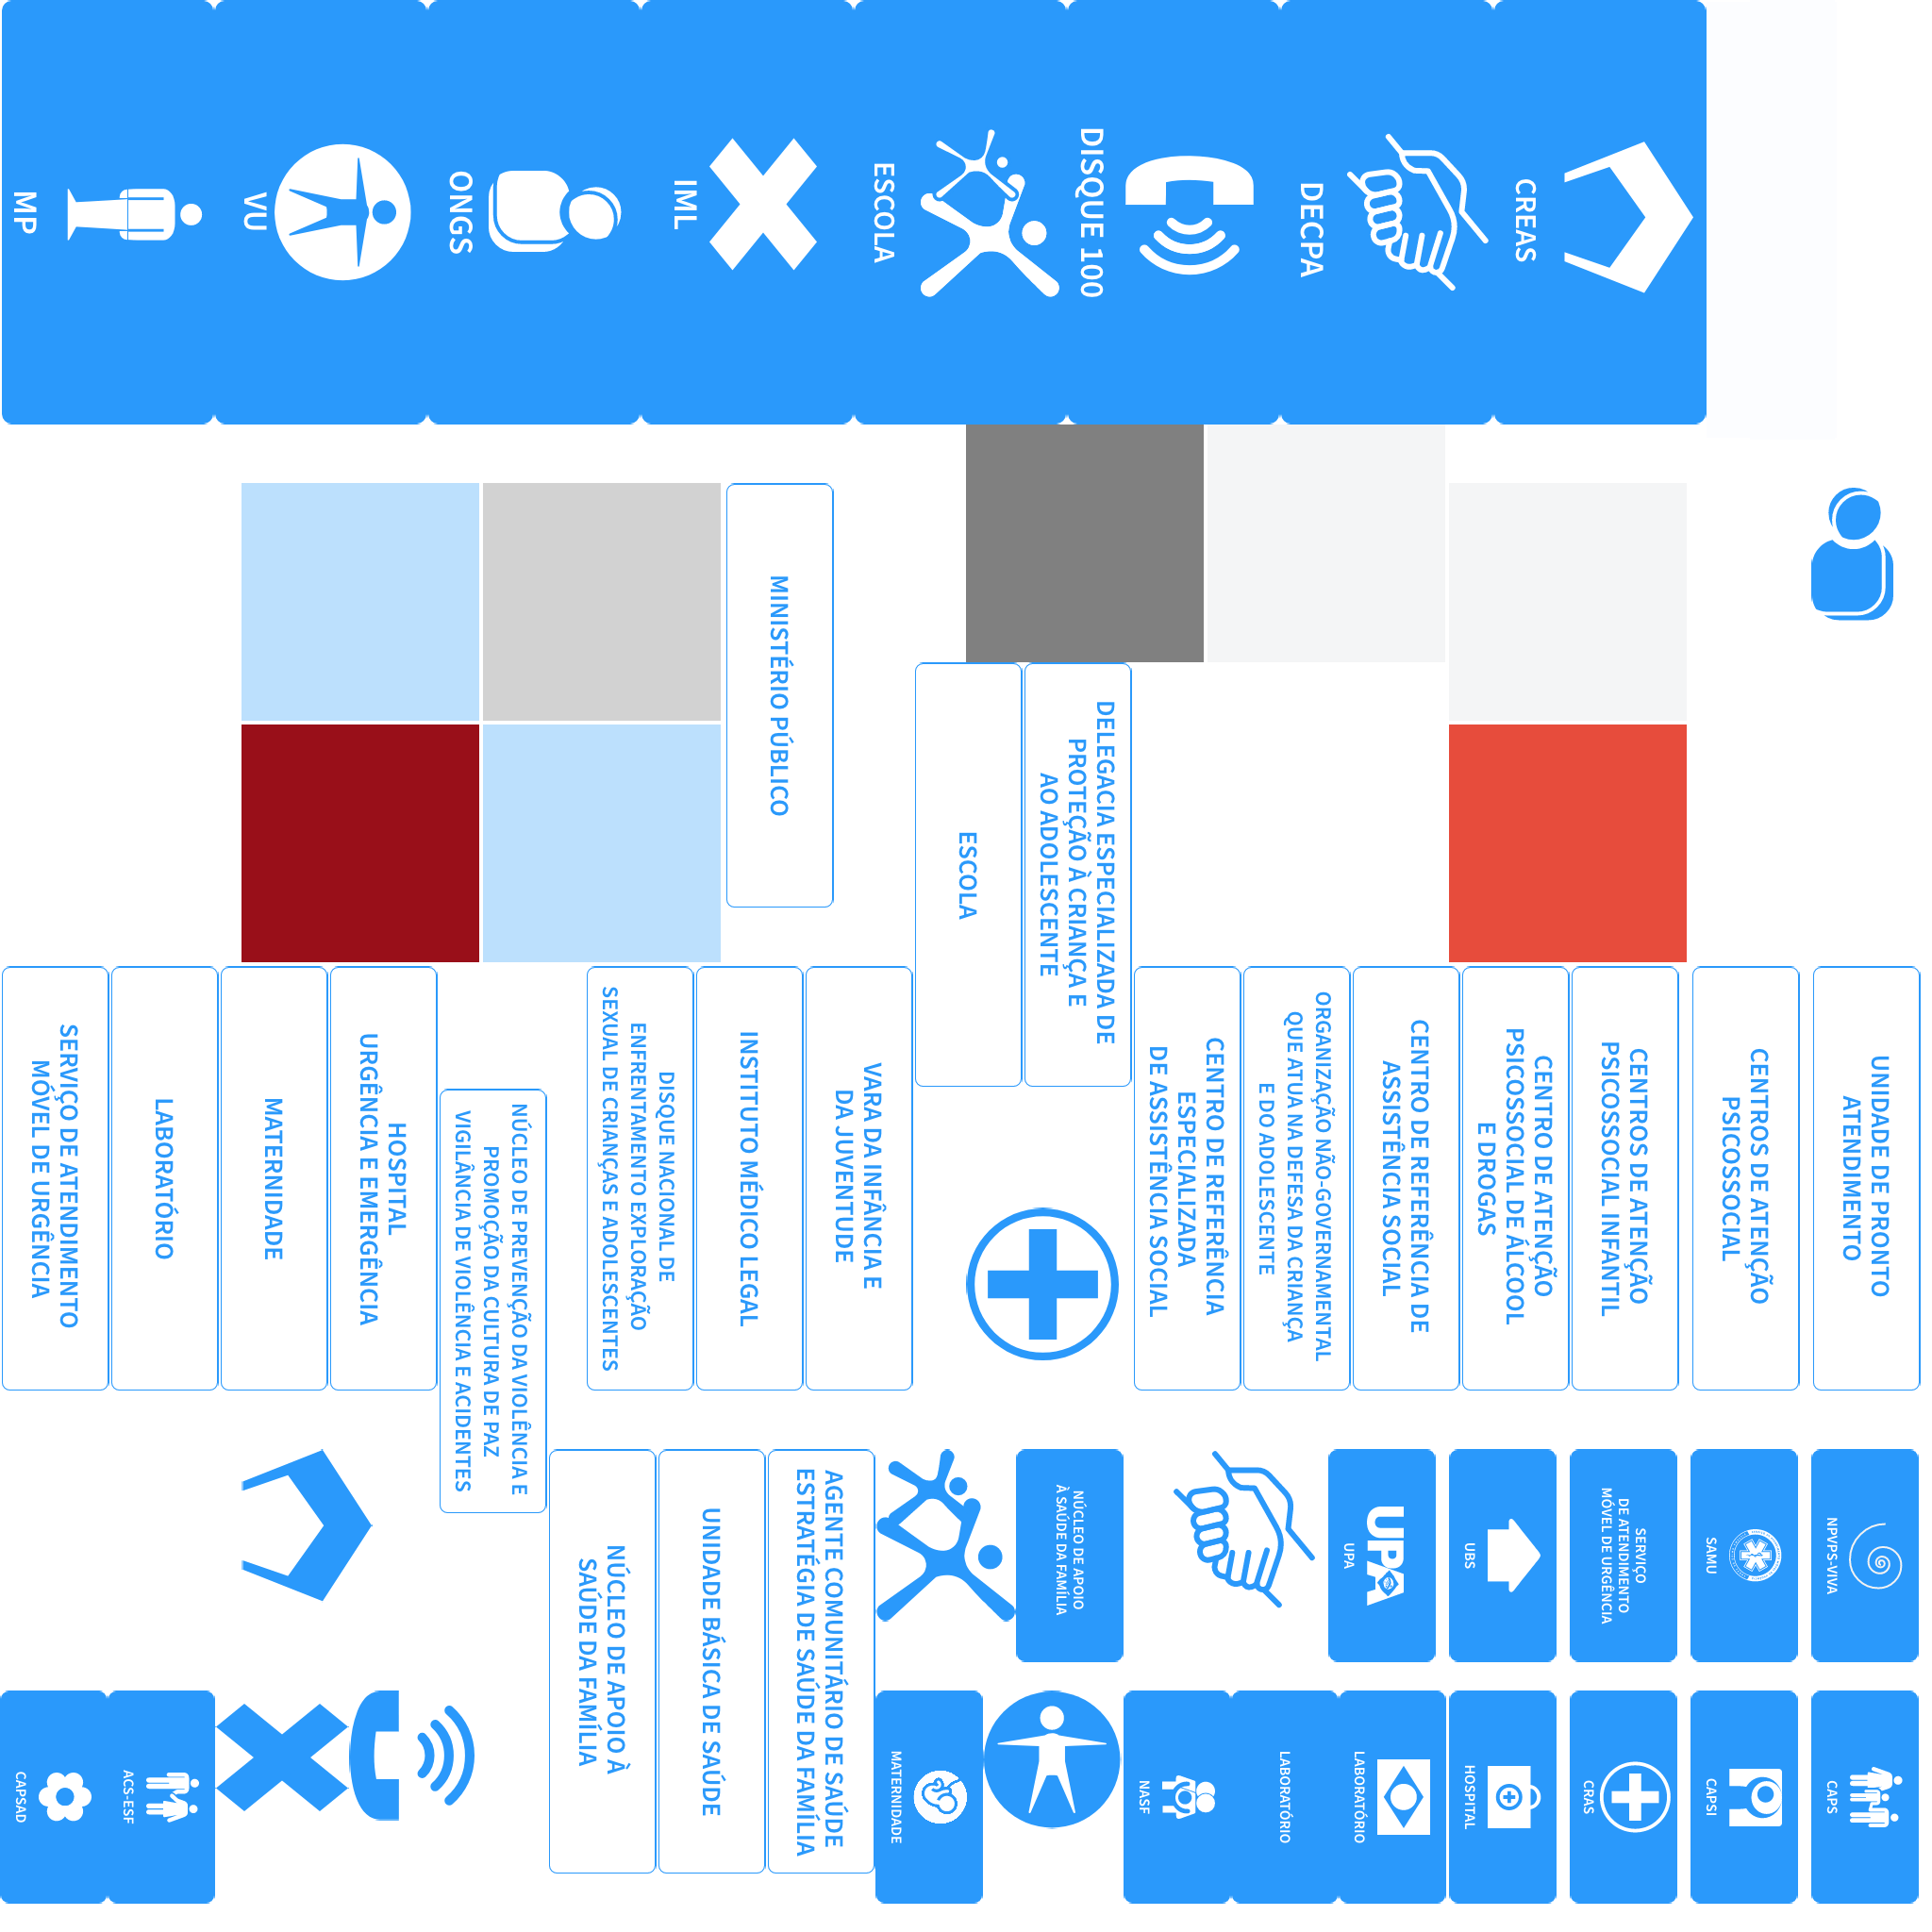 MP
VU
ONGS
IML
ESCOLA
DISQUE 100
DECPA
CREAS
MINISTÉRIO PÚBLICO
ESCOLA
DELEGACIA ESPECIALIZADA DE
PROTEÇÃO À CRIANÇA E
AO ADOLESCENTE
SERVIÇO DE ATENDIMENTO
MÓVEL DE URGÊNCIA
LABORATÓRIO
MATERNIDADE
HOSPITAL
URGÊNCIA E EMERGÊNCIA
NÚCLEO DE PREVENÇÃO DA VIOLÊNCIA E
PROMOÇÃO DA CULTURA DE PAZ
VIGILÂNCIA DE VIOLÊNCIA E ACIDENTES
DISQUE NACIONAL DE
ENFRENTAMENTO EXPLORAÇÃO
SEXUAL DE CRIANÇAS E ADOLESCENTES
INSTITUTO MÉDICO LEGAL
VARA DA INFÂNCIA E
DA JUVENTUDE
CENTRO DE REFERÊNCIA
ESPECIALIZADA
DE ASSISTÊNCIA SOCIAL
ORGANIZAÇÃO NÃO-GOVERNAMENTAL
QUE ATUA NA DEFESA DA CRIANÇA
E DO ADOLESCENTE
CENTRO DE REFERÊNCIA DE
ASSISTÊNCIA SOCIAL
CENTRO DE ATENÇÃO
PSICOSSOCIAL DE ÁLCOOL
E DROGAS
CENTROS DE ATENÇÃO
PSICOSSOCIAL INFANTIL
CENTROS DE ATENÇÃO
PSICOSSOCIAL
UNIDADE DE PRONTO
ATENDIMENTO
NÚCLEO DE APOIO À
SAÚDE DA FAMÍLIA
UNIDADE BÁSICA DE SAÚDE
AGENTE COMUNITÁRIO DE SAÚDE
ESTRATÉGIA DE SAÚDE DA FAMÍLIA
NÚCLEO DE APOIO
À SAÚDE DA FAMÍLIA
UPA
UPA
UBS
SERVIÇO
DE ATENDIMENTO
MÓVEL DE URGÊNCIA
SAMU
NPVPS-VIVA
CAPSAD
ACS-ESF
MATERNIDADE
NASF
LABORATÓRIO
LABORATÓRIO
HOSPITAL
CRAS
CAPSI
CAPS